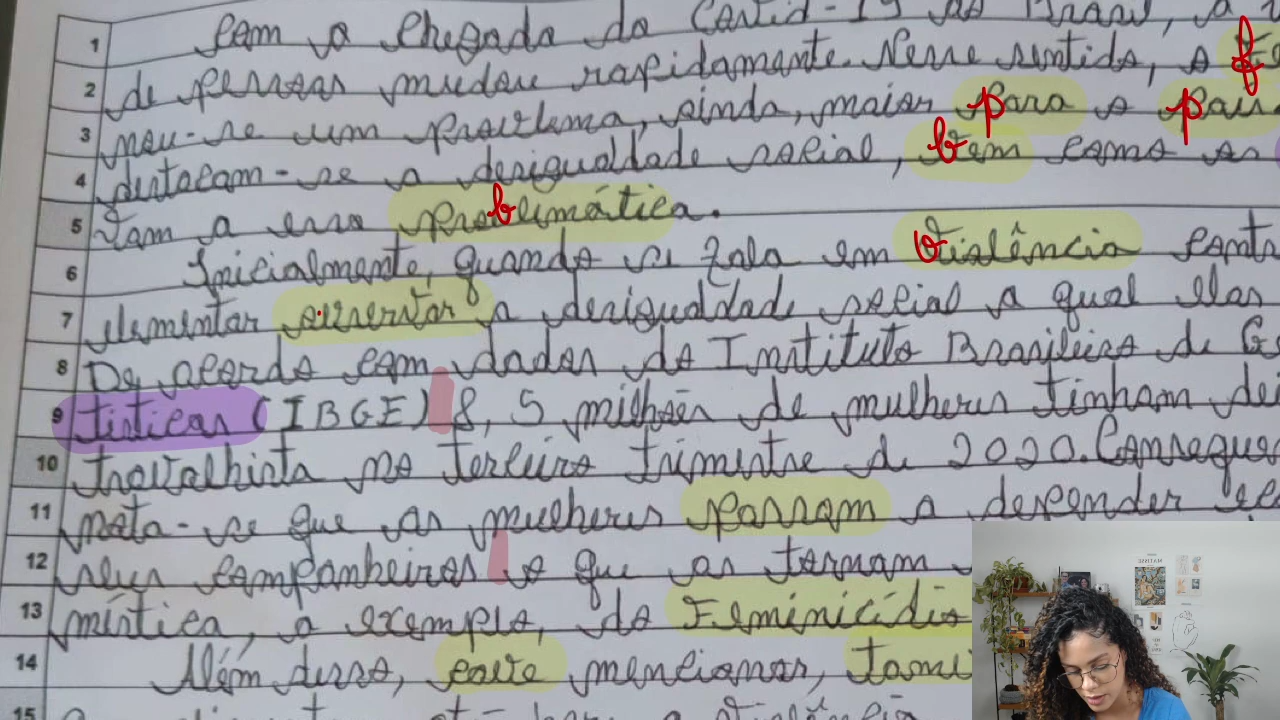 1 Com a chegada do Covid-19 ao Brasil, a
2 de pessoas mudou rapidamente. Nesse sentido, o
3 nou-se um problema, ainda, maior para o país
4 destacam-se a desigualdade social, bem como as
5 vam a essa problemática.
6 Inicialmente, quando se fala em violência
7 elementar a desigualdade social a qual elas
8 De acordo com dados do Instituto Brasileiro de
9 tísticas (IBGE) 8, 5 milhões de mulheres tinham
10 trabalhista no terceiro trimestre de 2020.
11 nota-se que as mulheres passam a depender
12 seus companheiros o que as tornam
13 mística, a exemplo, do Feminicídio
14 Além disso, cabe mencionar,
15 a violência